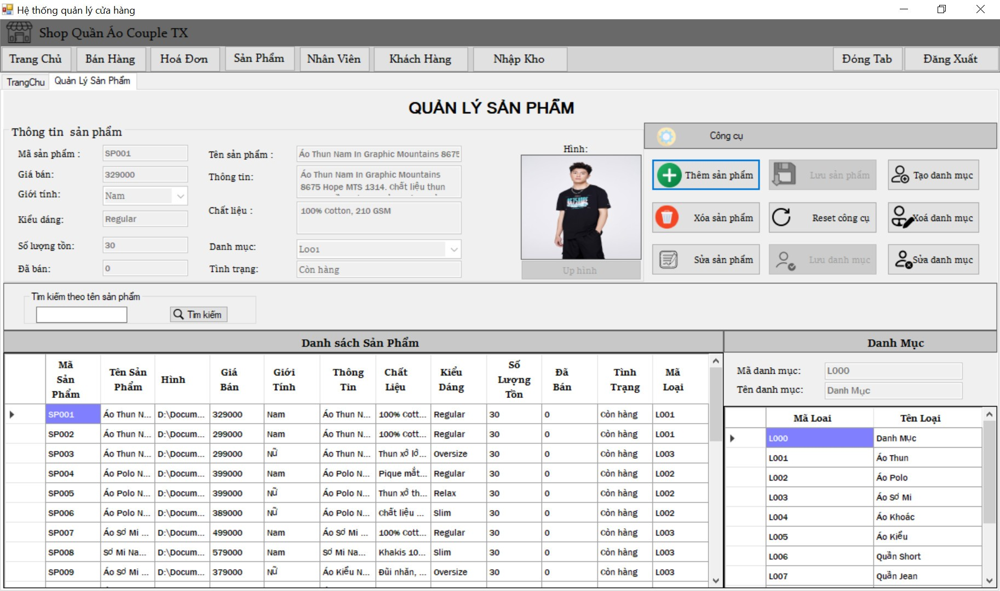 Hệ thống quản lý cửa hàng
Shop Quần Áo Couple TX
Trang Chủ Bán Hàng Hoá Đơn Sản Phẩm Nhân Viên Khách Hàng Nhập Kho Đóng Tab Đăng Xuất
TrangChu Quản Lý Sản Phẩm
QUẢN LÝ SẢN PHẨM
Thông tin sản phẩm
Mã sản phẩm : SP001
Giá bán: 329000
Giới tính: Nam
Kiểu dáng: Regular
Số lượng tồn: 30
Đã bán: 0
Tên sản phẩm : Áo Thun Nam In Graphic Mountains 8675
Thông tin: Áo Thun Nam In Graphic Mountains
8675 Hope MTS 1314. Chất liệu thun
Chất liệu : 100% Cotton, 210 GSM
Danh mục: L001
Tình trạng: Còn hàng
Hình:
Up hình
Công cụ
Thêm sản phẩm Lưu sản phẩm Tạo danh mục
Xóa sản phẩm Reset công cụ Xoá danh mục
Sửa sản phẩm Lưu danh mục Sửa danh mục
Tìm kiếm theo tên sản phẩm
Tìm kiếm
Danh sách Sản Phẩm
Mã Sản Phẩm Tên Sản Phẩm Hình Giá Bán Giới Tính Thông Tin Chất Liệu Kiểu Dáng Số Lượng Tồn Đã Bán Tình Trạng Mã Loại
SP001 Áo Thun N... D:\Docum... 329000 Nam Áo Thun N... 100% Cott... Regular 30 0 Còn hàng L001
SP002 Áo Thun N... D:\Docum... 299000 Nam Áo Thun N... 100% Cott... Regular 30 0 Còn hàng L001
SP003 Áo Thun N... D:\Docum... 299000 Nữ Áo Thun N... Thun xở lô... Oversize 30 0 Còn hàng L003
SP004 Áo Polo N... D:\Docum... 399000 Nam Áo Polo N... Pique mắt... Regular 30 0 Còn hàng L002
SP005 Áo Polo N... D:\Docum... 399000 Nữ Áo Polo N... Thun xở th... Relax 30 0 Còn hàng L002
SP006 Áo Polo N... D:\Docum... 389000 Nữ Áo Polo N... Chất liệu ... Slim 30 0 Còn hàng L002
SP007 Áo Sơ Mi ... D:\Docum... 499000 Nam Áo Sơ Mi ... 100% Cott... Regular 30 0 Còn hàng L003
SP008 Sơ Mi Na... D:\Docum... 579000 Nam Sơ Mi Na... Khakis 10... Slim 30 0 Còn hàng L003
SP009 Áo Sơ Mi ... D:\Docum... 379000 Nữ Áo Kiểu N... Đũi nhăn, ... Oversize 30 0 Còn hàng L003
Danh Mục
Mã danh mục: L000
Tên danh mục: Danh Mục
Mã Loai Tên Loại
L000 Danh Mục
L001 Áo Thun
L002 Áo Polo
L003 Áo Sơ Mi
L004 Áo Khoác
L005 Áo Kiểu
L006 Quần Short
L007 Quần Jean